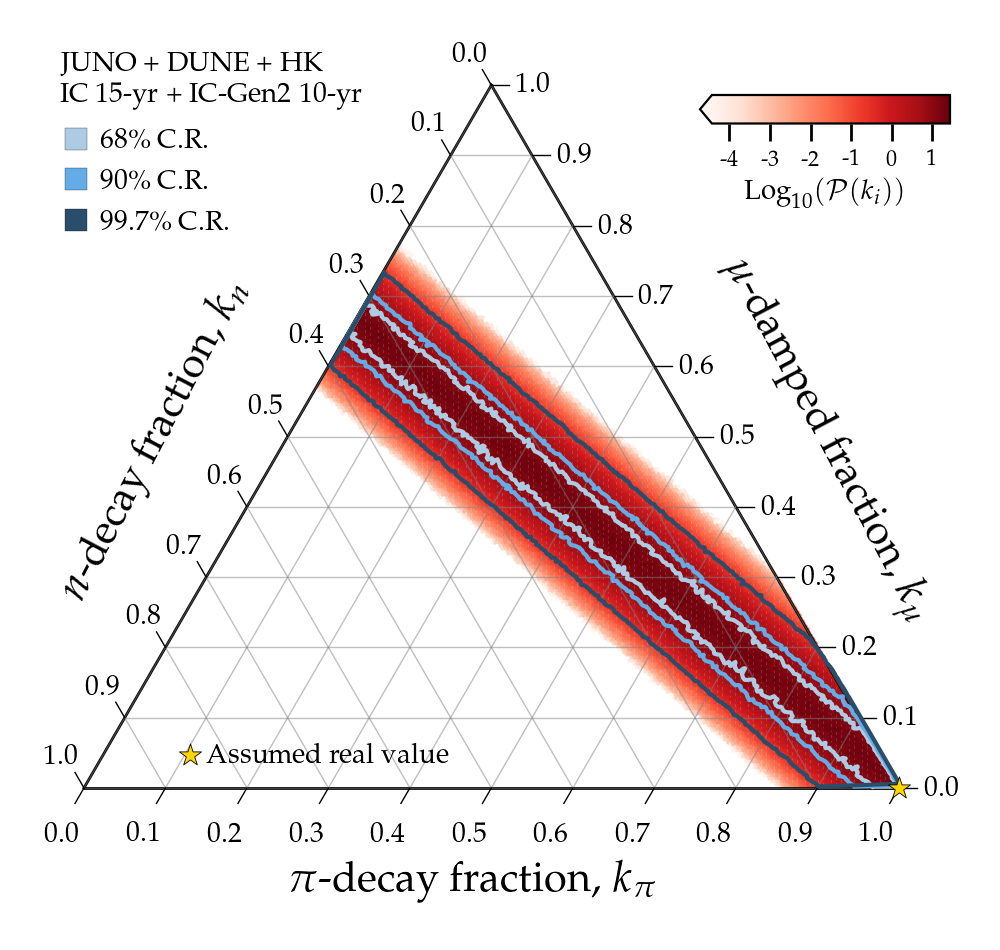 JUNO + DUNE + HK
IC 15-yr + IC-Gen2 10-yr
68% C.R.
90% C.R.
99.7% C.R.
-4 -3 -2 -1 0 1
Log₁₀(𝒫(kᵢ))
n-decay fraction, kₙ
0.0
0.1
0.2
0.3
0.4
0.5
0.6
0.7
0.8
0.9
1.0
μ-damped fraction, k_μ
1.0
0.9
0.8
0.7
0.6
0.5
0.4
0.3
0.2
0.1
0.0
Assumed real value
0.0 0.1 0.2 0.3 0.4 0.5 0.6 0.7 0.8 0.9 1.0
π-decay fraction, k_π